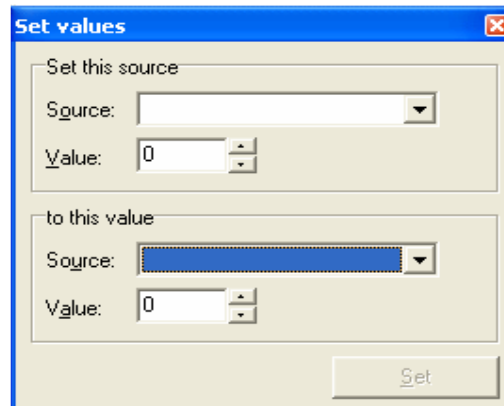 Set values
Set this source
Source:
Value: 0
to this value
Source:
Value: 0
Set